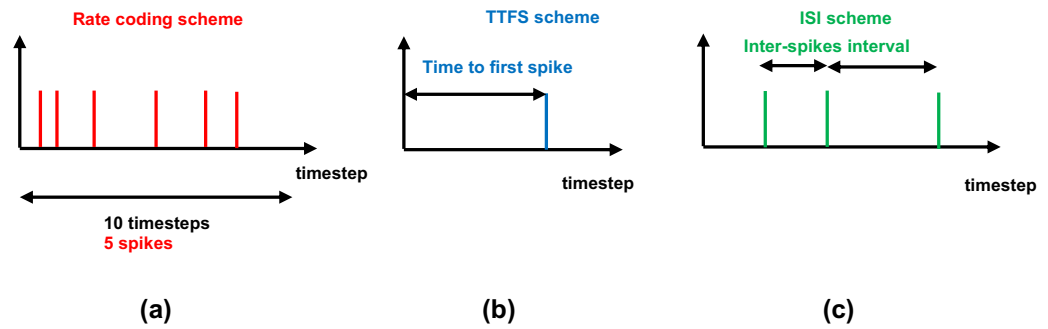 Rate coding scheme
timestep
10 timesteps
5 spikes
(a)
TTFS scheme
Time to first spike
timestep
(b)
ISI scheme
Inter-spikes interval
timestep
(c)